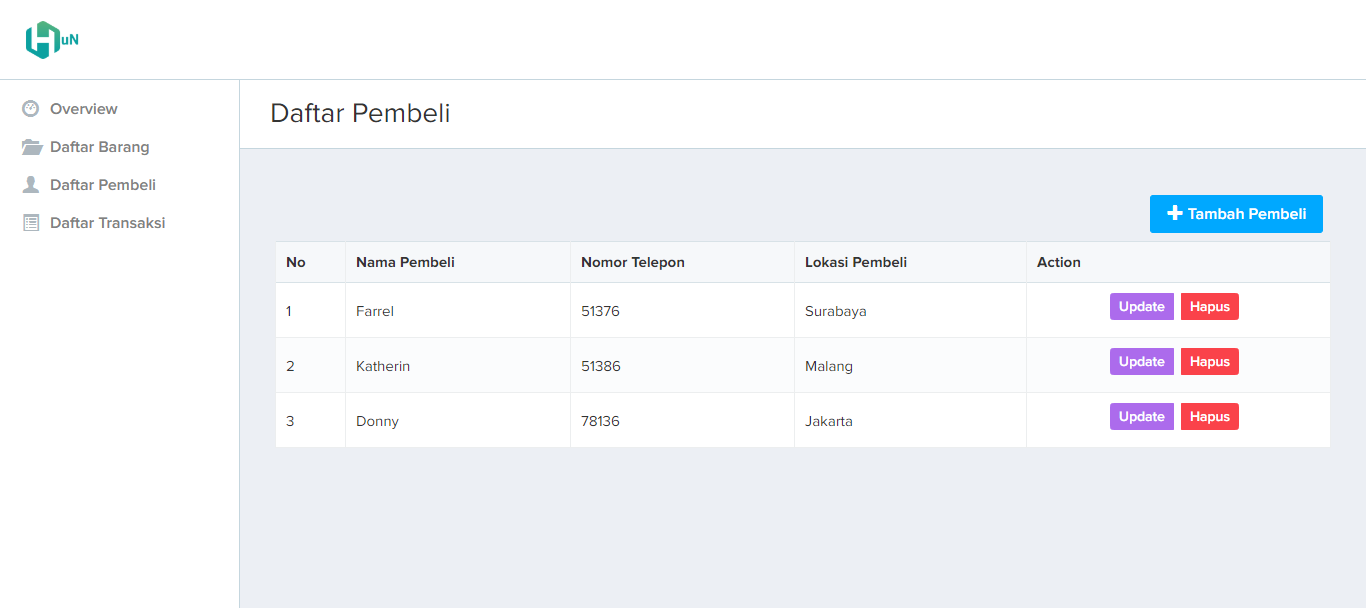 HuN
Overview
Daftar Barang
Daftar Pembeli
Daftar Transaksi
Daftar Pembeli
Tambah Pembeli
No Nama Pembeli Nomor Telepon Lokasi Pembeli Action
1 Farrel 51376 Surabaya Update Hapus
2 Katherin 51386 Malang Update Hapus
3 Donny 78136 Jakarta Update Hapus